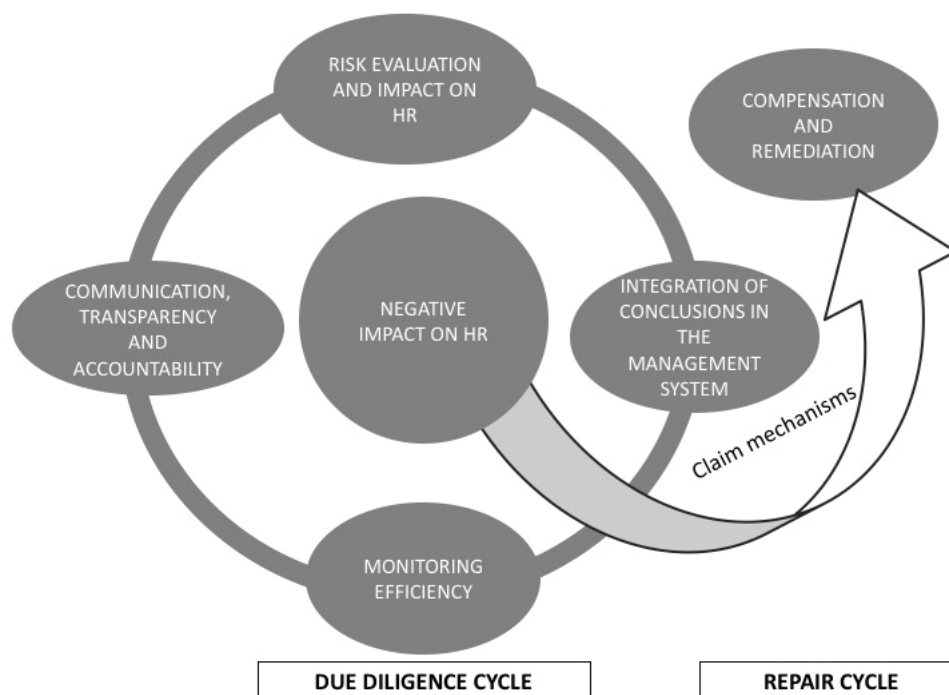 RISK EVALUATION
AND IMPACT ON
HR
COMPENSATION
AND
REMEDIATION
COMMUNICATION,
TRANSPARENCY
AND
ACCOUNTABILITY
NEGATIVE
IMPACT ON HR
INTEGRATION OF
CONCLUSIONS IN
THE
MANAGEMENT
SYSTEM
Claim mechanisms
MONITORING
EFFICIENCY
DUE DILIGENCE CYCLE
REPAIR CYCLE